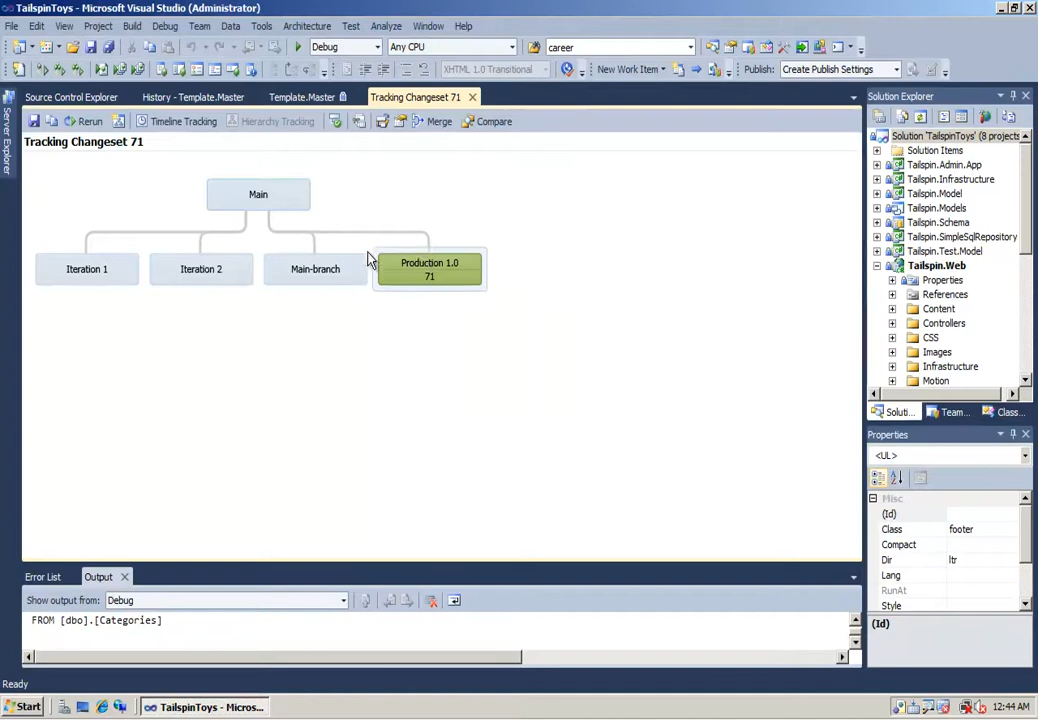 TailspinToys - Microsoft Visual Studio (Administrator)
File Edit View Project Build Debug Team Data Tools Architecture Test Analyze Window Help
Debug Any CPU career
XHTML 1.0 Transitional New Work Item Publish: Create Publish Settings
Server Explorer
Source Control Explorer History - Template.Master Template.Master Tracking Changeset 71
Rerun Timeline Tracking Hierarchy Tracking Merge Compare
Tracking Changeset 71
Main
Iteration 1 Iteration 2 Main-branch Production 1.0
71
Solution Explorer
Solution 'TailspinToys' (8 projects
Solution Items
Tailspin.Admin.App
Tailspin.Infrastructure
Tailspin.Model
Tailspin.Models
Tailspin.Schema
Tailspin.SimpleSqlRepository
Tailspin.Test.Model
Tailspin.Web
Properties
References
Content
Controllers
CSS
Images
Infrastructure
Motion
Soluti... Team... Class...
Properties
<UL>
Misc
(Id)
Class footer
Compact
Dir ltr
Lang
RunAt
Style
(Id)
Error List Output
Show output from: Debug
FROM [dbo].[Categories]
Ready
Start TailspinToys - Micros... 12:44 AM